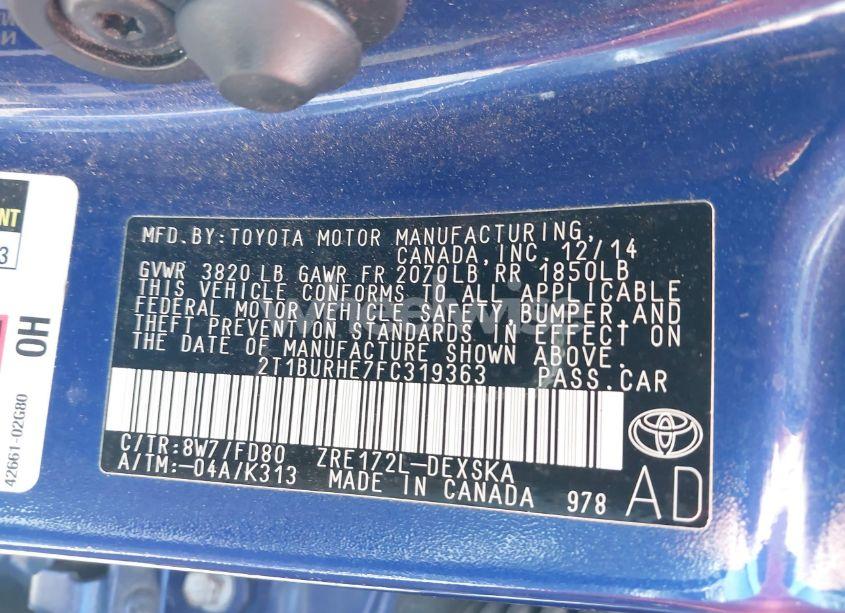 MFD.BY:TOYOTA MOTOR MANUFACTURING,
CANADA,INC. 12/14
GVWR 3820 LB GAWR FR 2070LB RR 1850LB
THIS VEHICLE CONFORMS TO ALL APPLICABLE
FEDERAL MOTOR VEHICLE SAFETY,BUMPER, AND
THEFT PREVENTION STANDARDS IN EFFECT ON
THE DATE OF MANUFACTURE SHOWN ABOVE.
2T1BURHE7FC319363 PASS.CAR
C/TR:8W7/FD80 ZRE172L-DEXSKA
A/TM:-04A/K313 MADE IN CANADA 978
AD
3
HO
42661-02G80